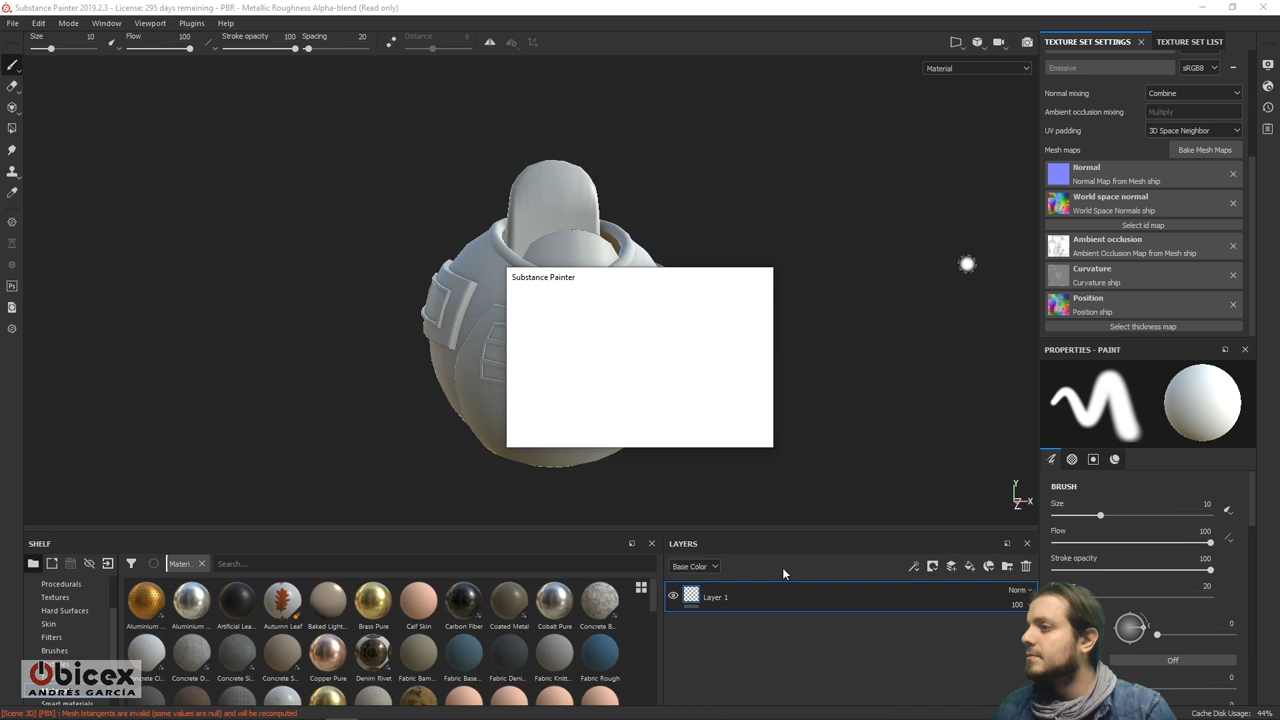 Substance Painter 2019.2.3 - License: 295 days remaining - PBR - Metallic Roughness Alpha-blend (Read only)
File Edit Mode Window Viewport Plugins Help
Size 10 Flow 100 Stroke opacity 100 Spacing 20 Distance 8
TEXTURE SET SETTINGS TEXTURE SET LIST
Material
Emissive sRGB8
Normal mixing Combine
Ambient occlusion mixing Multiply
UV padding 3D Space Neighbor
Mesh maps Bake Mesh Maps
Normal
Normal Map from Mesh ship
World space normal
World Space Normals ship
Select id map
Ambient occlusion
Ambient Occlusion Map from Mesh ship
Curvature
Curvature ship
Position
Position ship
Select thickness map
Substance Painter
PROPERTIES - PAINT
BRUSH
Size 10
Flow 100
Stroke opacity 100
20
0
Off
0
Y
X
Z
SHELF
Materi...
Search...
Procedurals
Textures
Hard Surfaces
Skin
Filters
Brushes
Smart materials
Aluminium ... Aluminium ... Artificial Lea... Autumn Leaf Baked Light... Brass Pure Calf Skin Carbon Fiber Coated Metal Cobalt Pure Concrete B...
Concrete Cl... Concrete D... Concrete Si... Concrete S... Copper Pure Denim Rivet Fabric Bam... Fabric Base... Fabric Deni... Fabric Knitt... Fabric Rough
LAYERS
Base Color
Layer 1
Norm
100
Ubicex
ANDRÉS GARCÍA
[Scene 3D] [FBX] : Mesh bitangents are invalid (some values are null) and will be recomputed
Cache Disk Usage: 44%